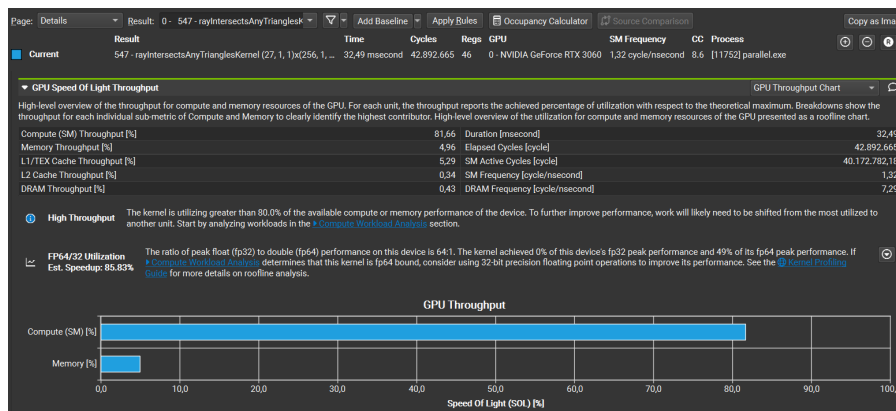 Page: Details Result: 0 - 547 - rayIntersectsAnyTrianglesK Add Baseline Apply Rules Occupancy Calculator Source Comparison Copy as Ima
Result Time Cycles Regs GPU SM Frequency CC Process
Current 547 - rayIntersectsAnyTrianglesKernel (27, 1, 1)x(256, 1, ... 32,49 msecond 42.892.665 46 0 - NVIDIA GeForce RTX 3060 1,32 cycle/nsecond 8.6 [11752] parallel.exe
GPU Speed Of Light Throughput GPU Throughput Chart
High-level overview of the throughput for compute and memory resources of the GPU. For each unit, the throughput reports the achieved percentage of utilization with respect to the theoretical maximum. Breakdowns show the
throughput for each individual sub-metric of Compute and Memory to clearly identify the highest contributor. High-level overview of the utilization for compute and memory resources of the GPU presented as a roofline chart.
Compute (SM) Throughput [%] 81,66 Duration [msecond] 32,49
Memory Throughput [%] 4,96 Elapsed Cycles [cycle] 42.892.665
L1/TEX Cache Throughput [%] 5,29 SM Active Cycles [cycle] 40.172.782,18
L2 Cache Throughput [%] 0,34 SM Frequency [cycle/nsecond] 1,32
DRAM Throughput [%] 0,43 DRAM Frequency [cycle/nsecond] 7,29
High Throughput The kernel is utilizing greater than 80.0% of the available compute or memory performance of the device. To further improve performance, work will likely need to be shifted from the most utilized to
another unit. Start by analyzing workloads in the Compute Workload Analysis section.
FP64/32 Utilization The ratio of peak float (fp32) to double (fp64) performance on this device is 64:1. The kernel achieved 0% of this device's fp32 peak performance and 49% of its fp64 peak performance. If
Est. Speedup: 85.83% Compute Workload Analysis determines that this kernel is fp64 bound, consider using 32-bit precision floating point operations to improve its performance. See the Kernel Profiling
Guide for more details on roofline analysis.
GPU Throughput
Compute (SM) [%]
Memory [%]
0,0 10,0 20,0 30,0 40,0 50,0 60,0 70,0 80,0 90,0 100,
Speed Of Light (SOL) [%]